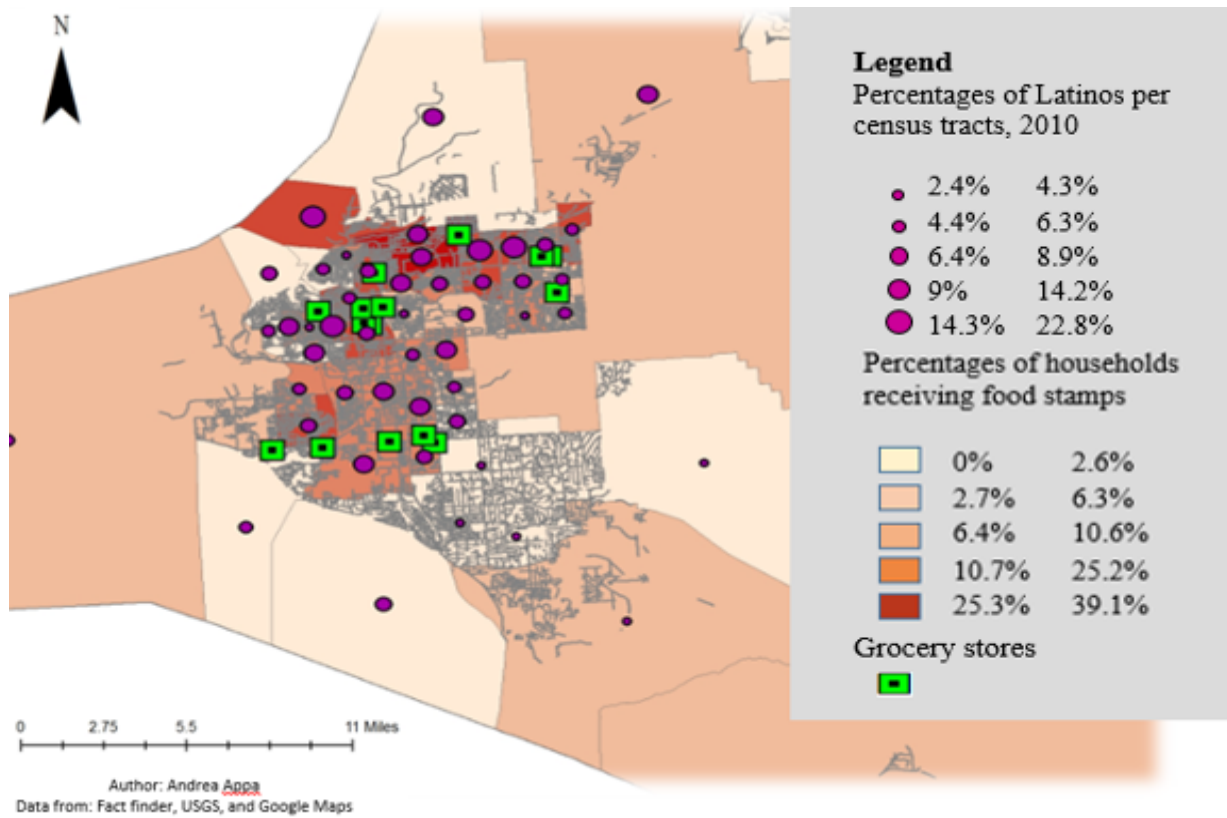 N
Legend
Percentages of Latinos per
census tracts, 2010
2.4% 4.3%
4.4% 6.3%
6.4% 8.9%
9% 14.2%
14.3% 22.8%
Percentages of households
receiving food stamps
0% 2.6%
2.7% 6.3%
6.4% 10.6%
10.7% 25.2%
25.3% 39.1%
Grocery stores
0 2.75 5.5 11 Miles
Author: Andrea Appa
Data from: Fact finder, USGS, and Google Maps